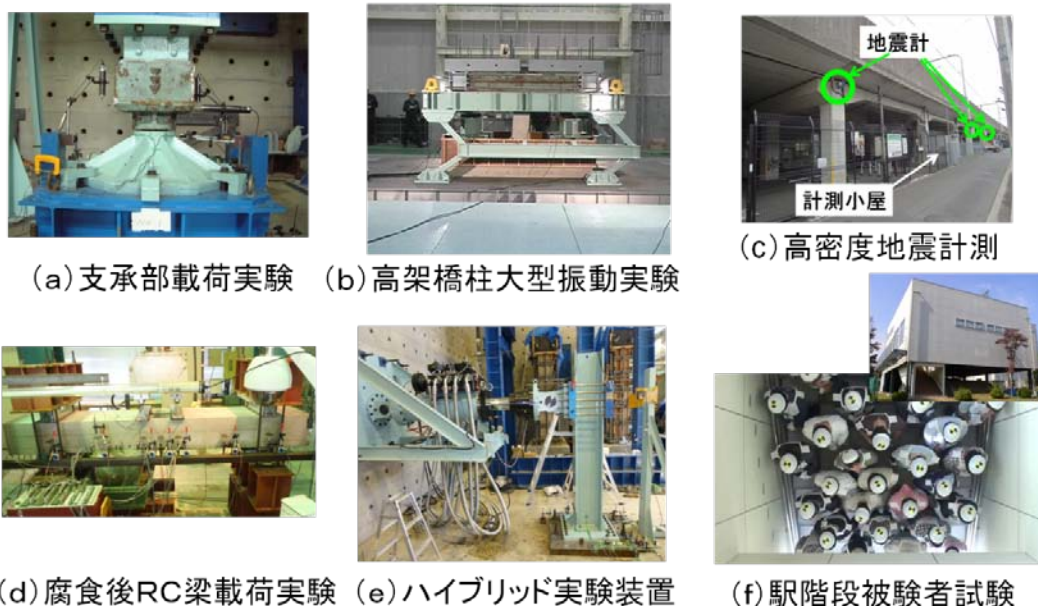 地震計
計測小屋
(a)支承部載荷実験
(b)高架橋柱大型振動実験
(c)高密度地震計測
(d)腐食後RC梁載荷実験
(e)ハイブリッド実験装置
(f)駅階段被験者試験